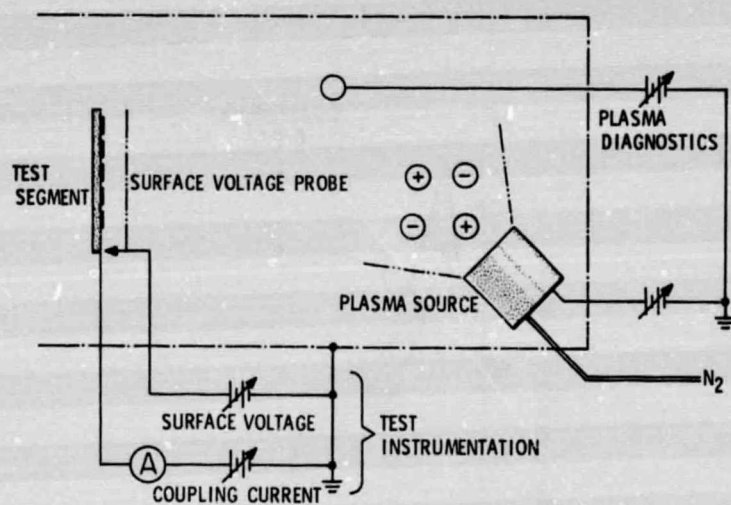 PLASMA
DIAGNOSTICS
TEST
SEGMENT
SURFACE VOLTAGE PROBE
+ −
− +
PLASMA SOURCE
N2
SURFACE VOLTAGE
TEST
INSTRUMENTATION
A
COUPLING CURRENT